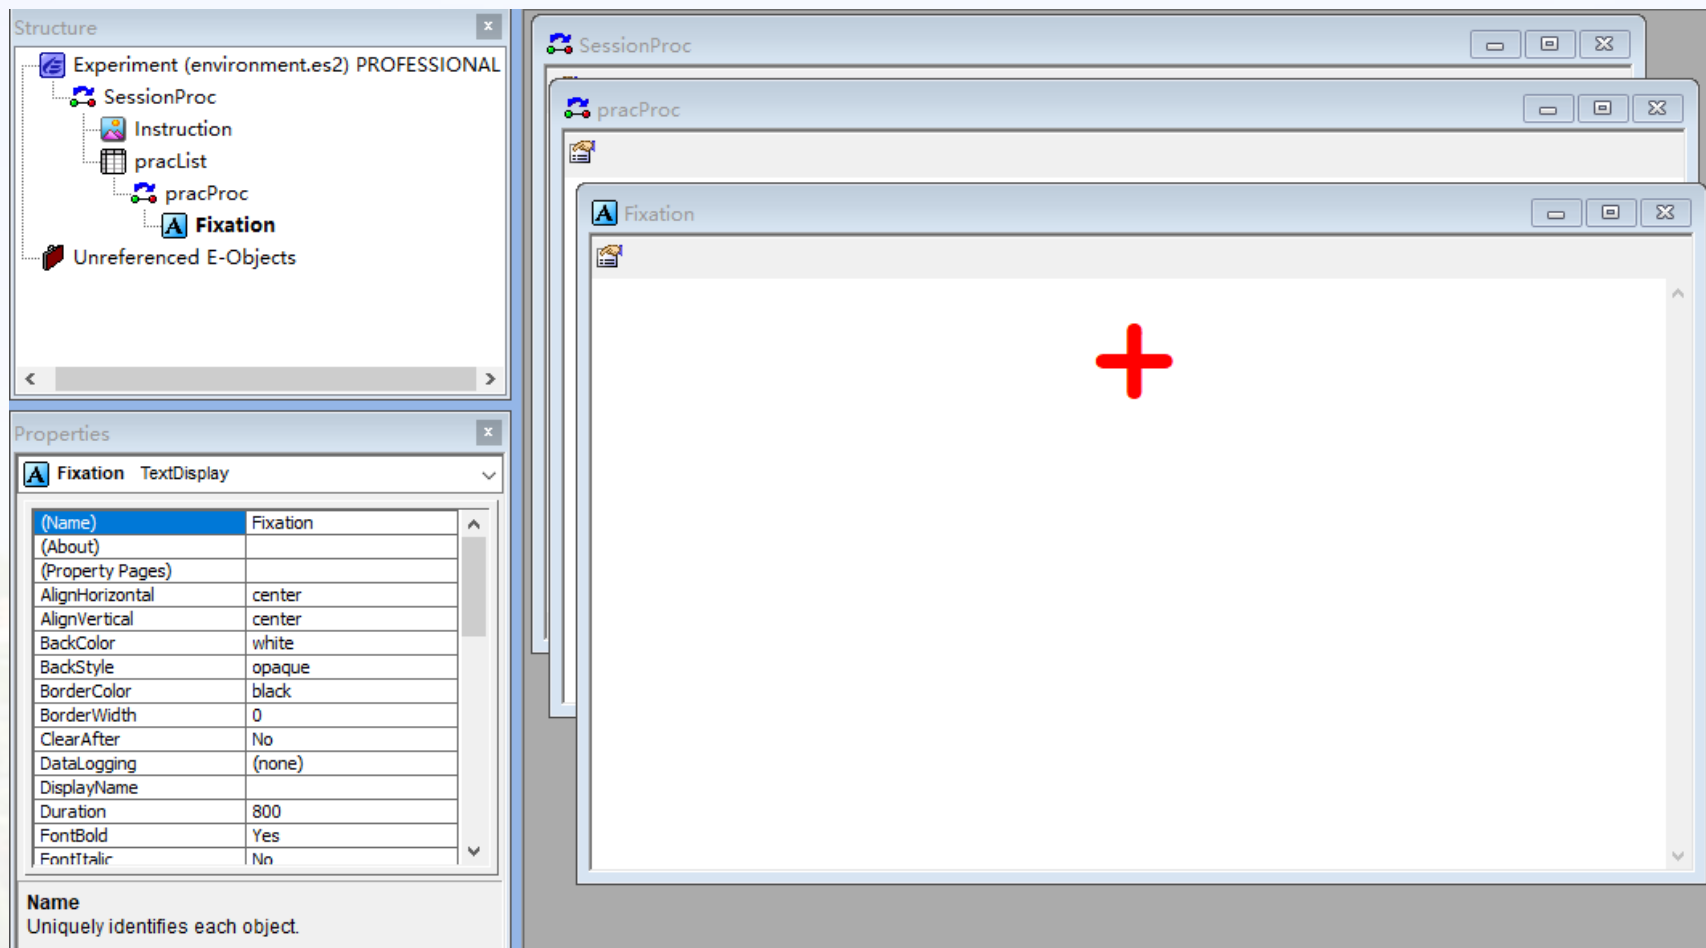 Structure
Experiment (environment.es2) PROFESSIONAL
SessionProc
Instruction
pracList
pracProc
Fixation
Unreferenced E-Objects
Properties
Fixation TextDisplay
(Name) Fixation
(About)
(Property Pages)
AlignHorizontal center
AlignVertical center
BackColor white
BackStyle opaque
BorderColor black
BorderWidth 0
ClearAfter No
DataLogging (none)
DisplayName
Duration 800
FontBold Yes
FontItalic No
Name
Uniquely identifies each object.
SessionProc
pracProc
Fixation